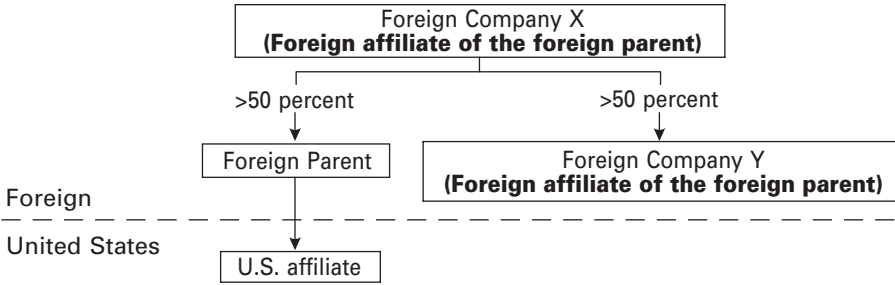 Foreign Company X
(Foreign affiliate of the foreign parent)
>50 percent
>50 percent
Foreign Parent
Foreign Company Y
(Foreign affiliate of the foreign parent)
Foreign
United States
U.S. affiliate